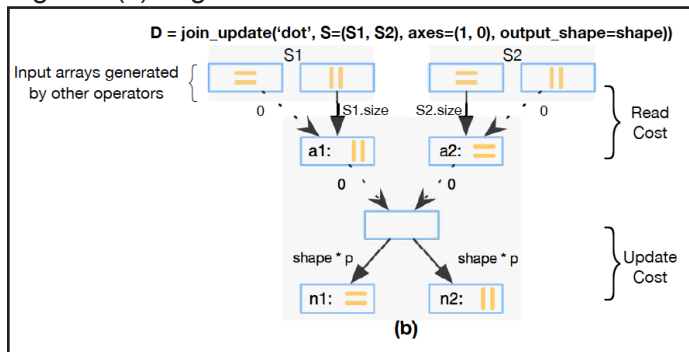 D = join_update(‘dot’, S=(S1, S2), axes=(1, 0), output_shape=shape))
S1 S2
Input arrays generated
by other operators
0 S1.size S2.size 0
Read
Cost
a1: a2:
0 0
shape * p shape * p
Update
Cost
n1: n2:
(b)